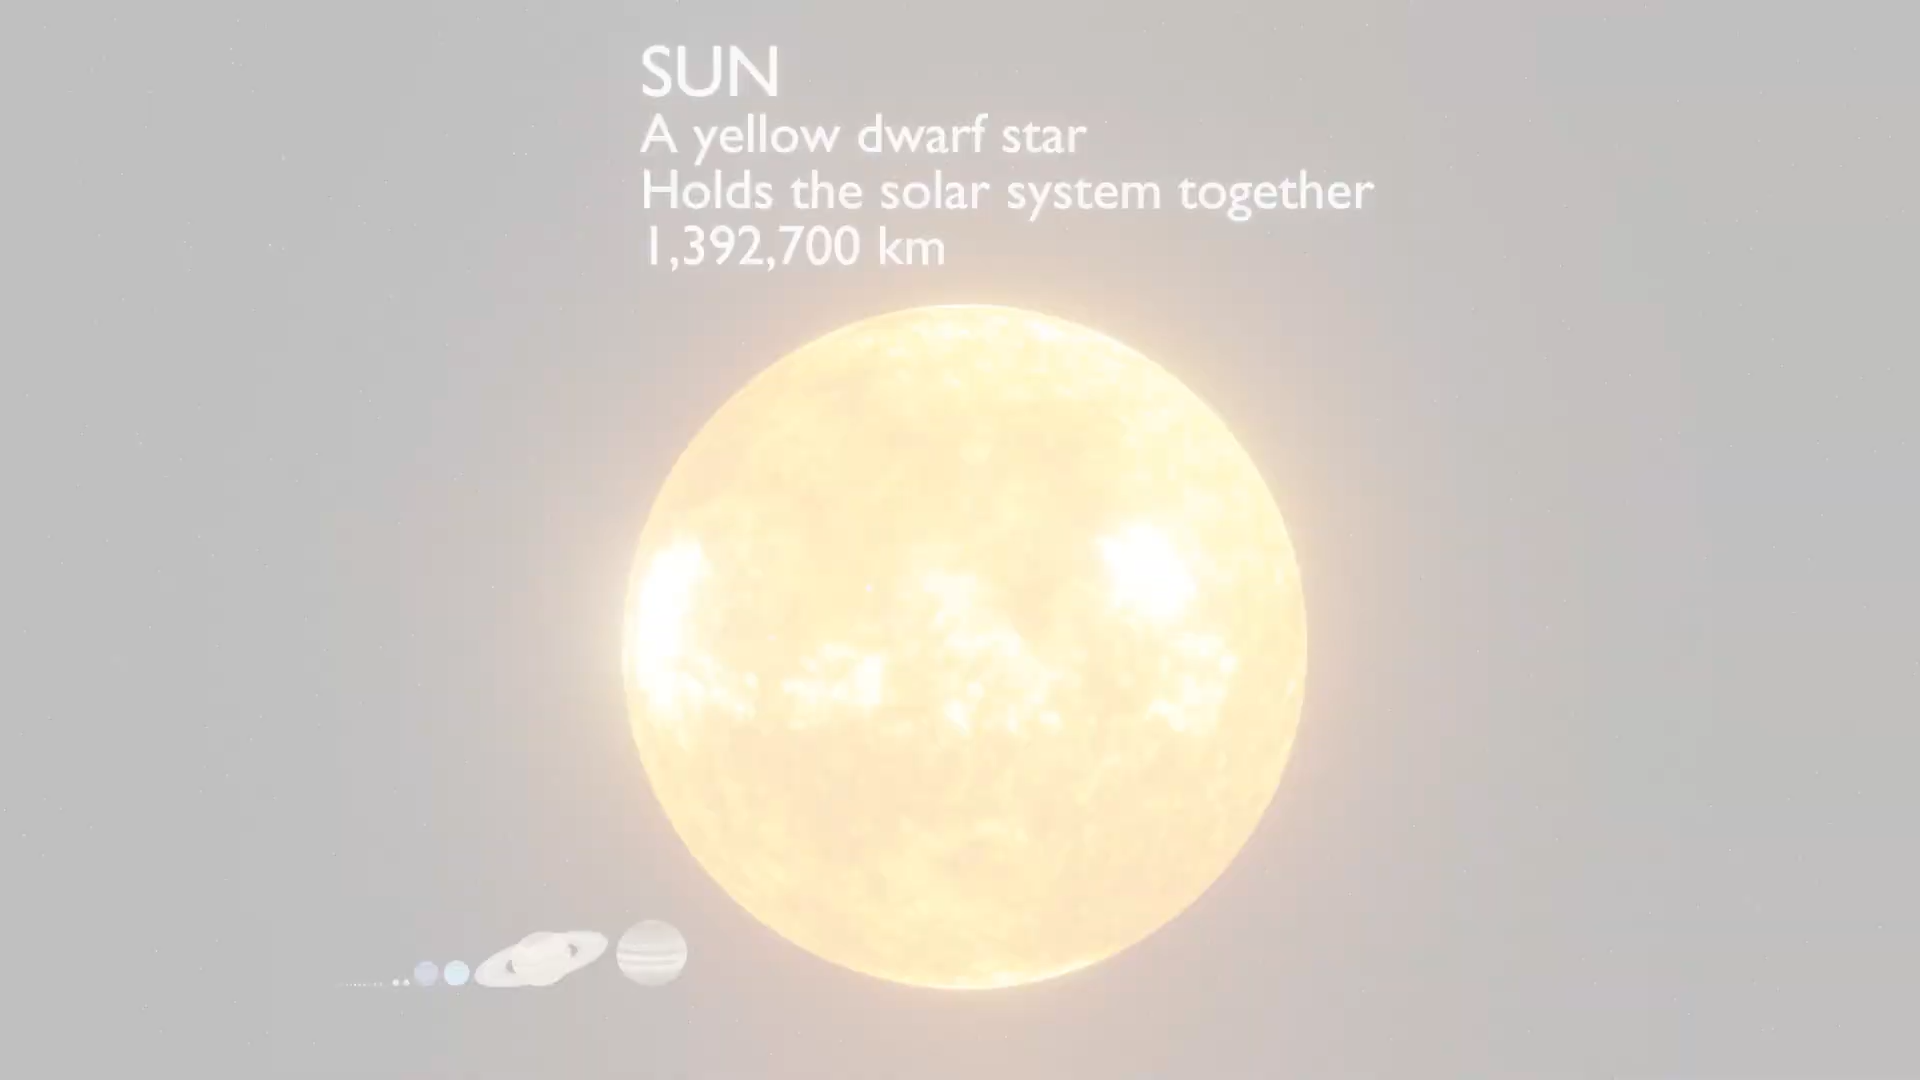 SUN
A yellow dwarf star
Holds the solar system together
1,392,700 km